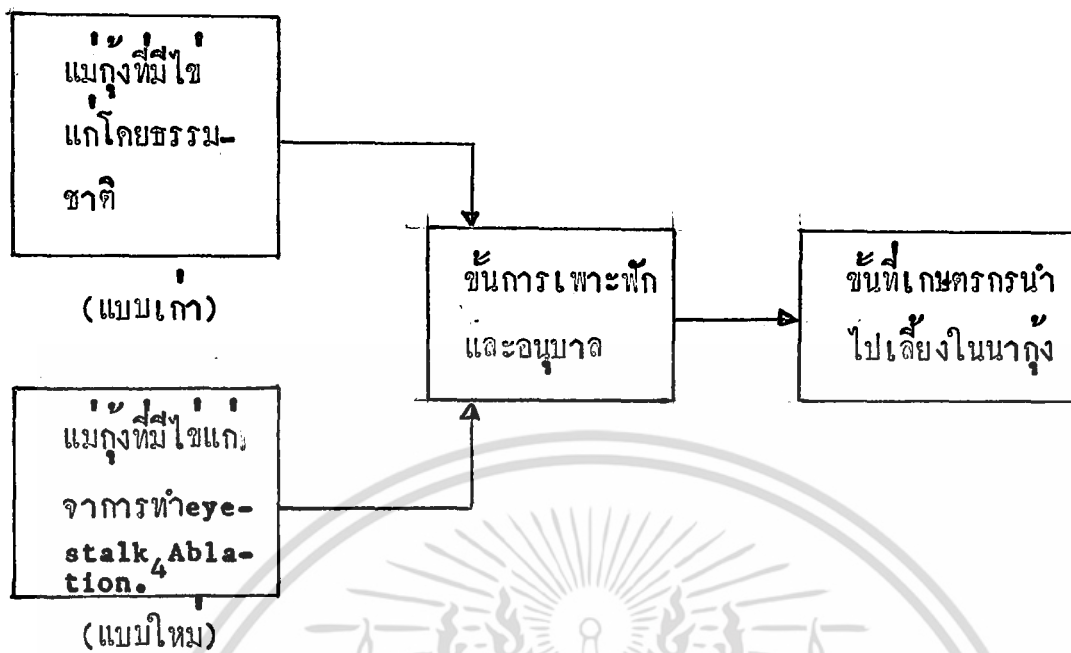 แม่กุ้งที่มีไข่
แก่โดยธรรม-
ชาติ
(แบบเก่า)
ขั้นการเพาะฟัก
และอนุบาล
ขั้นที่เกษตรกรนำ
ไปเลี้ยงในนากุ้ง
แม่กุ้งที่มีไข่แก่
จาการทำeye-
stalk4Abla-
tion.
(แบบใหม่)